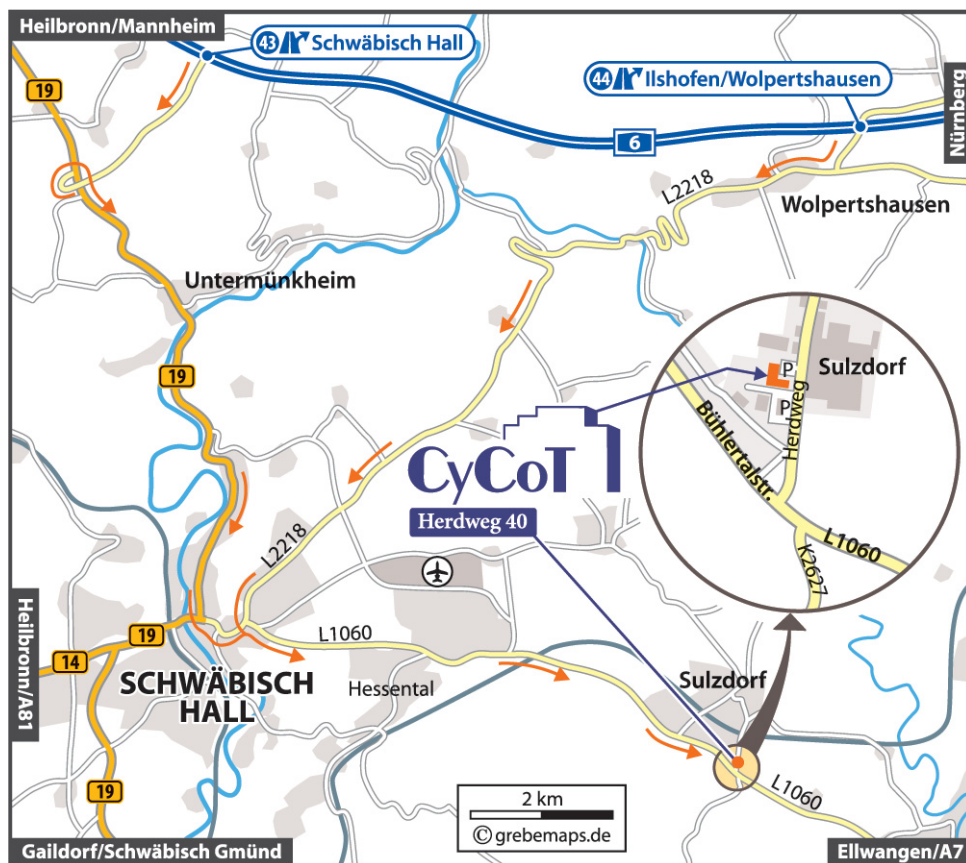 Heilbronn/Mannheim
43 Schwäbisch Hall
44 Ilshofen/Wolpertshausen
Nürnberg
19
6
L2218
Wolpertshausen
Untermünkheim
19
Sulzdorf
P
P
Herdweg
Bühlertalstr.
L1060
K2627
CyCoT
Herdweg 40
L2218
Heilbronn/A81
19
14
L1060
SCHWÄBISCH
HALL
Hessental
Sulzdorf
19
L1060
2 km
© grebemaps.de
Gaildorf/Schwäbisch Gmünd
Ellwangen/A7